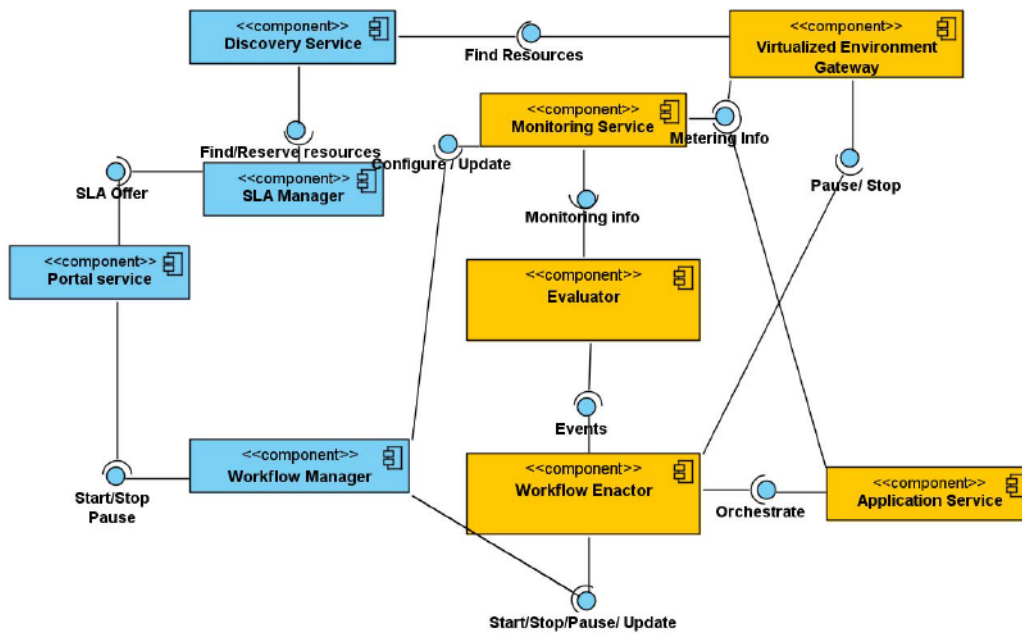 <<component>>
Discovery Service
Find Resources
<<component>>
Virtualized Environment
Gateway
<<component>>
Monitoring Service
Metering Info
Find/Reserve resources
Configure / Update
SLA Offer
<<component>>
SLA Manager
Pause/ Stop
Monitoring info
<<component>>
Portal service
<<component>>
Evaluator
Events
<<component>>
Workflow Manager
Start/Stop
Pause
<<component>>
Workflow Enactor
Orchestrate
<<component>>
Application Service
Start/Stop/Pause/ Update